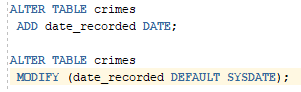 ALTER TABLE crimes
ADD date_recorded DATE;
ALTER TABLE crimes
MODIFY (date_recorded DEFAULT SYSDATE);